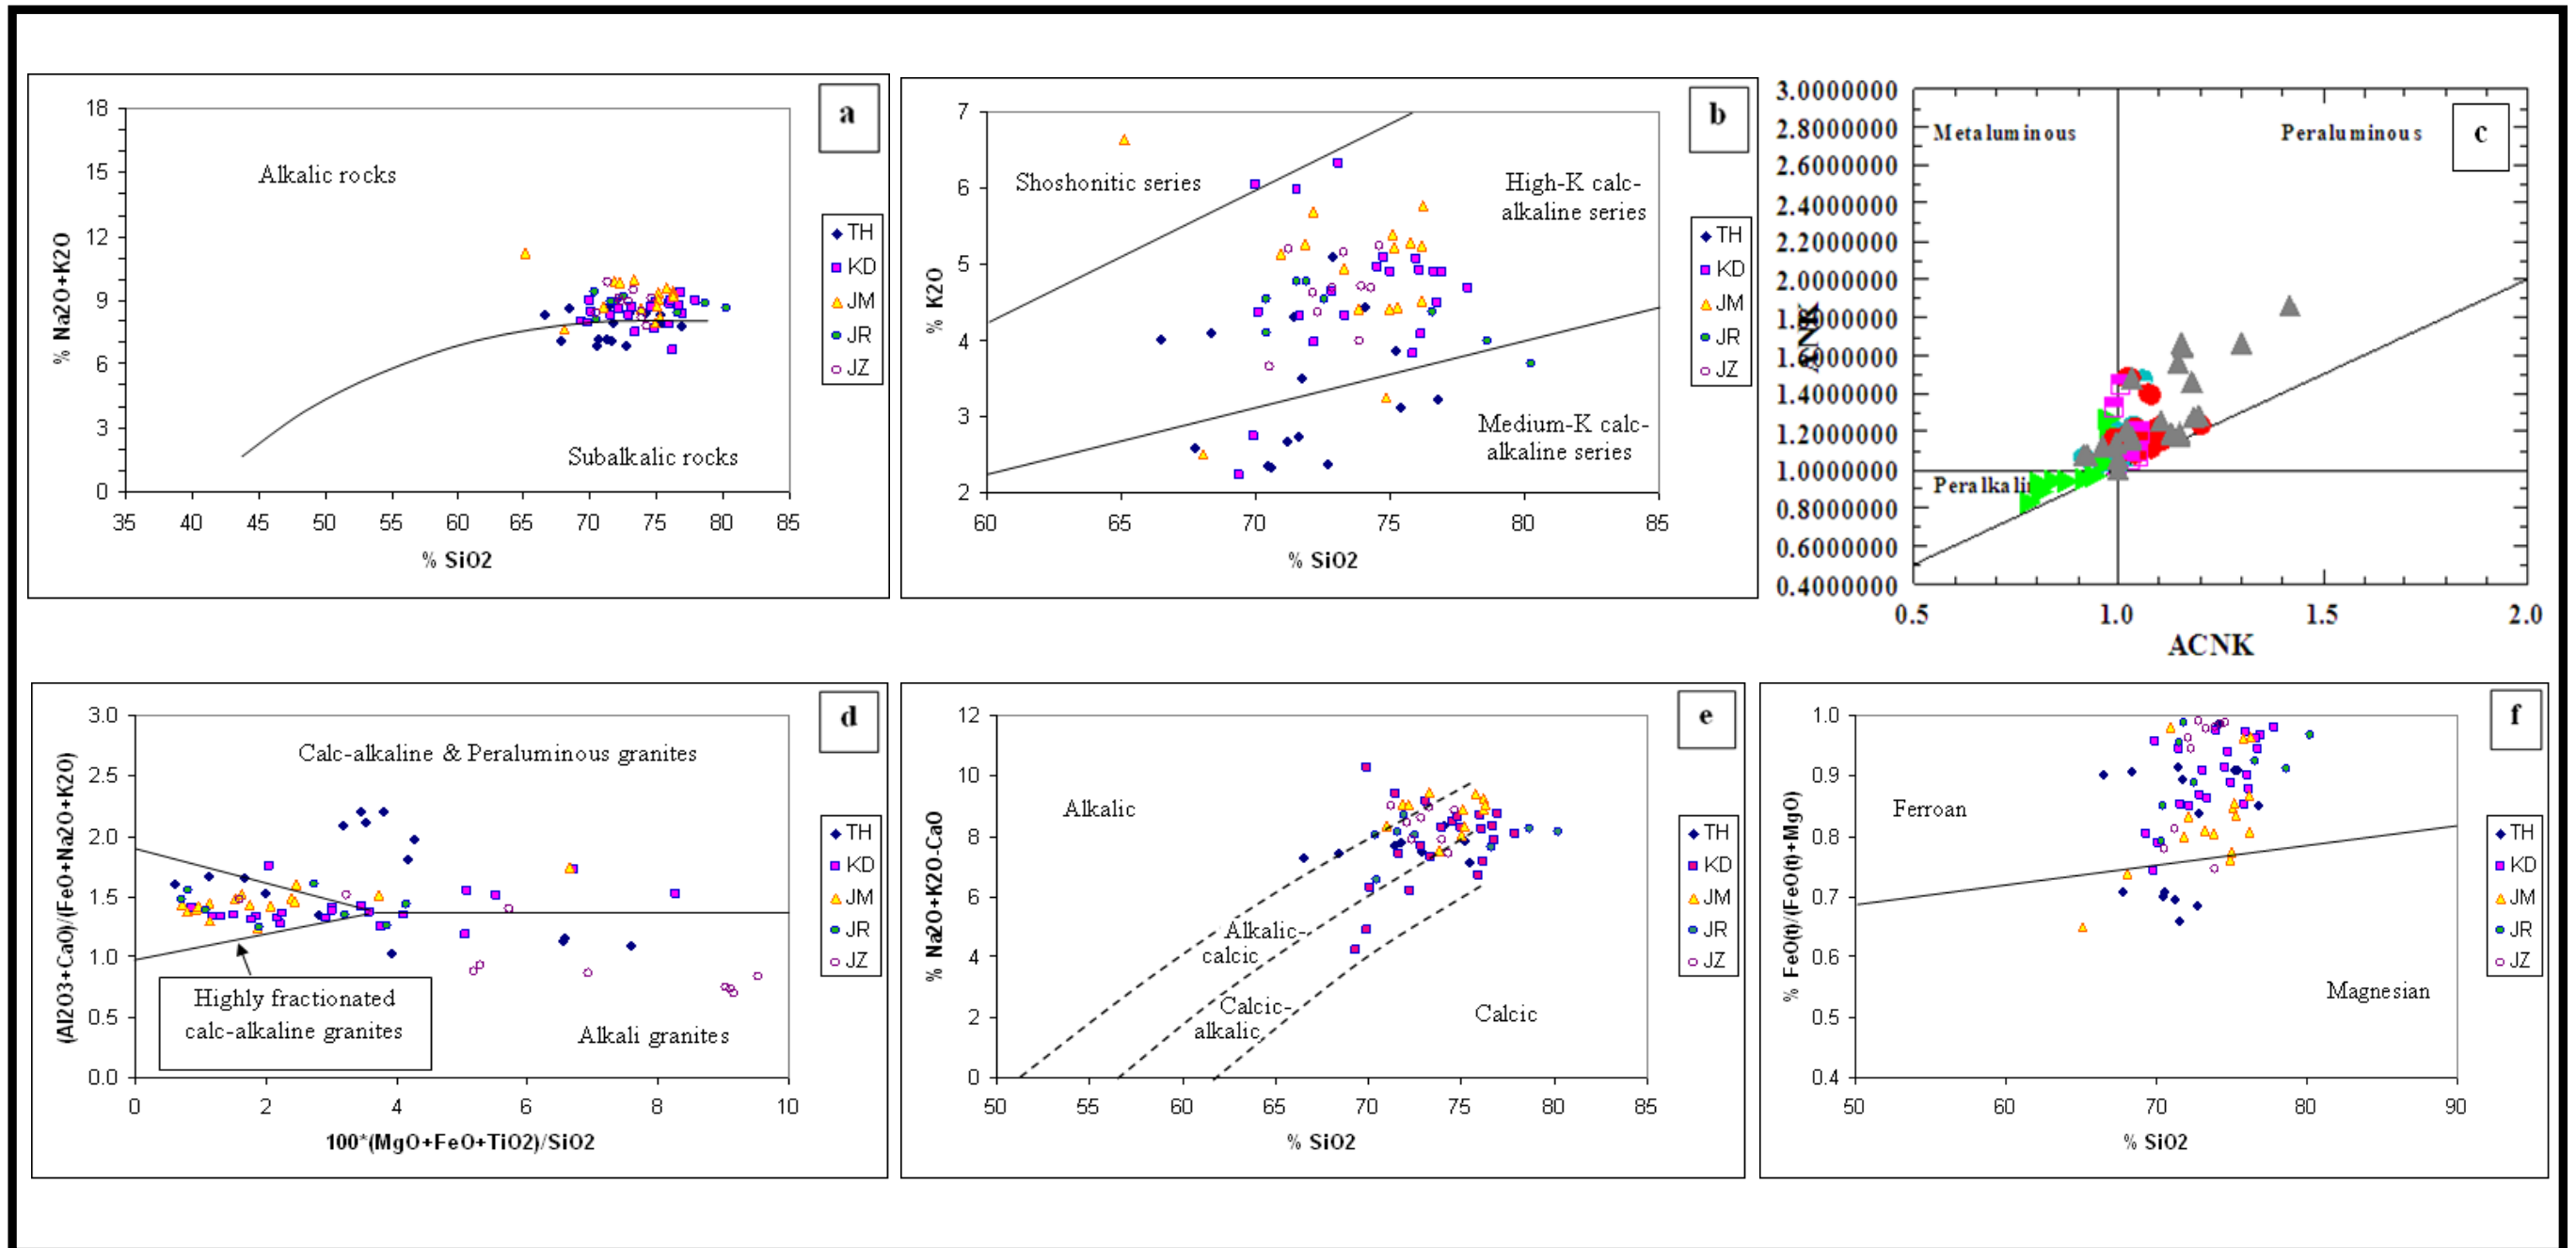 a
18
15
12
9
6
3
0
% Na2O+K2O
Alkalic rocks
Subalkalic rocks
35 40 45 50 55 60 65 70 75 80 85
% SiO2
TH
KD
JM
JR
JZ
b
7
6
5
4
3
2
% K2O
Shoshonitic series
High-K calc-
alkaline series
Medium-K calc-
alkaline series
60 65 70 75 80 85
% SiO2
TH
KD
JM
JR
JZ
c
3.0000000
2.8000000
2.6000000
2.4000000
2.2000000
2.0000000
1.8000000
1.6000000
1.4000000
1.2000000
1.0000000
0.8000000
0.6000000
0.4000000
ANK
Metaluminous
Peraluminous
Peralkalin
0.5 1.0 1.5 2.0
ACNK
d
3.0
2.5
2.0
1.5
1.0
0.5
0.0
(Al2O3+CaO)/(FeO+Na2O+K2O)
Calc-alkaline & Peraluminous granites
Highly fractionated
calc-alkaline granites
Alkali granites
0 2 4 6 8 10
100*(MgO+FeO+TiO2)/SiO2
TH
KD
JM
JR
JZ
e
12
10
8
6
4
2
0
% Na2O+K2O-CaO
Alkalic
Alkalic-
calcic
Calcic-
alkalic
Calcic
50 55 60 65 70 75 80 85
% SiO2
TH
KD
JM
JR
JZ
f
1.0
0.9
0.8
0.7
0.6
0.5
0.4
% FeO(t)/(FeO(t)+MgO)
Ferroan
Magnesian
50 60 70 80 90
% SiO2
TH
KD
JM
JR
JZ